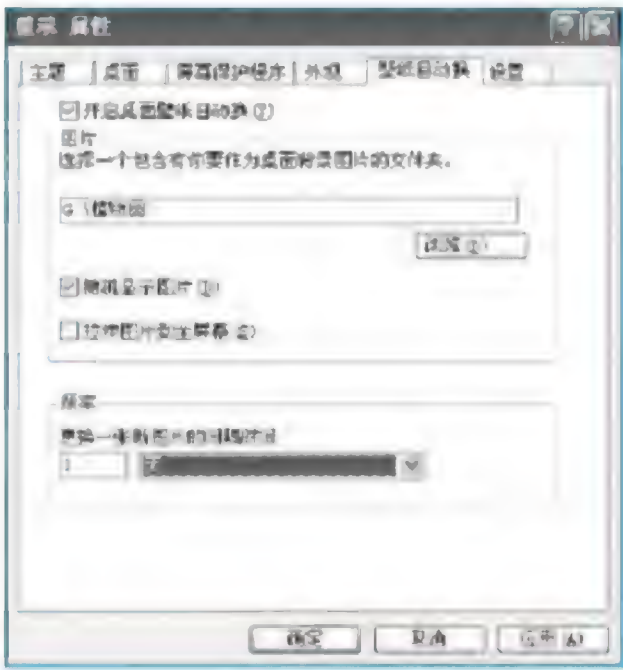 显示 属性
主题 桌面 屏幕保护程序 外观 壁纸自动换 设置
开启桌面壁纸自动换
图片
选择一个包含有你要作为桌面背景图片的文件夹。
G:\植物园
随机显示图片
拉伸图片到全屏幕
频率
更换一张新图片的间隔时间
1
确定 取消 应用(A)